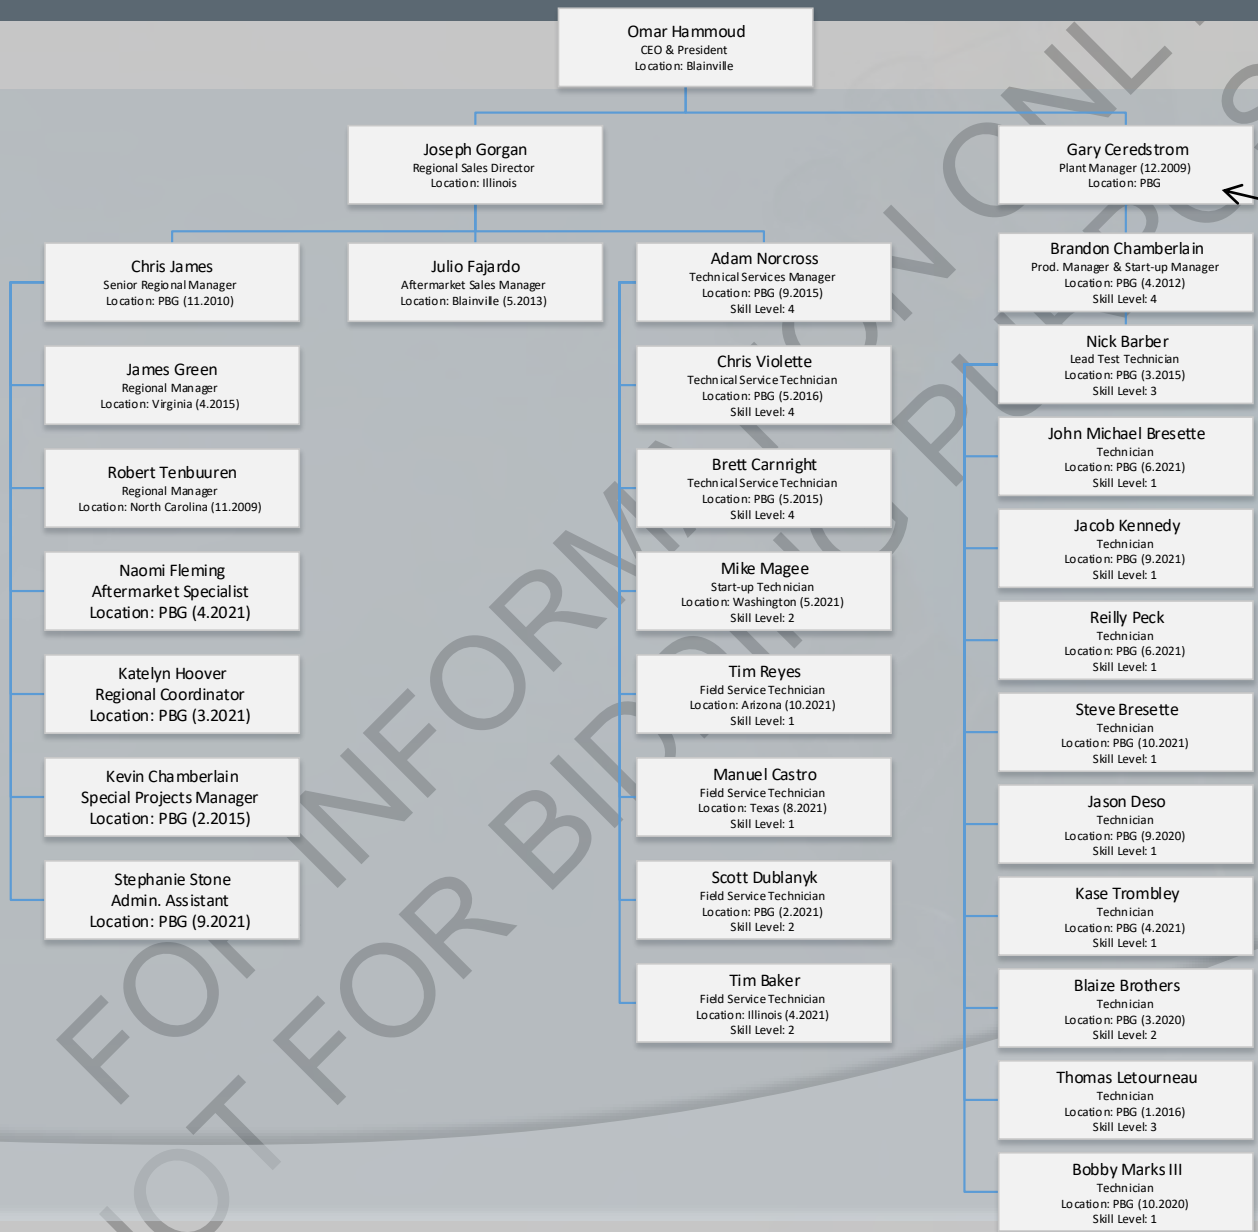 Omar Hammoud
CEO & President
Location: Blainville
Joseph Gorgan
Regional Sales Director
Location: Illinois
Gary Ceredstrom
Plant Manager (12.2009)
Location: PBG
Chris James
Senior Regional Manager
Location: PBG (11.2010)
James Green
Regional Manager
Location: Virginia (4.2015)
Robert Tenbuuren
Regional Manager
Location: North Carolina (11.2009)
Naomi Fleming
Aftermarket Specialist
Location: PBG (4.2021)
Katelyn Hoover
Regional Coordinator
Location: PBG (3.2021)
Kevin Chamberlain
Special Projects Manager
Location: PBG (2.2015)
Stephanie Stone
Admin. Assistant
Location: PBG (9.2021)
Julio Fajardo
Aftermarket Sales Manager
Location: Blainville (5.2013)
Adam Norcross
Technical Services Manager
Location: PBG (9.2015)
Skill Level: 4
Chris Violette
Technical Service Technician
Location: PBG (5.2016)
Skill Level: 4
Brett Carnright
Technical Service Technician
Location: PBG (5.2015)
Skill Level: 4
Mike Magee
Start-up Technician
Location: Washington (5.2021)
Skill Level: 2
Tim Reyes
Field Service Technician
Location: Arizona (10.2021)
Skill Level: 1
Manuel Castro
Field Service Technician
Location: Texas (8.2021)
Skill Level: 1
Scott Dublanyk
Field Service Technician
Location: PBG (2.2021)
Skill Level: 2
Tim Baker
Field Service Technician
Location: Illinois (4.2021)
Skill Level: 2
Brandon Chamberlain
Prod. Manager & Start-up Manager
Location: PBG (4.2012)
Skill Level: 4
Nick Barber
Lead Test Technician
Location: PBG (3.2015)
Skill Level: 3
John Michael Bresette
Technician
Location: PBG (6.2021)
Skill Level: 1
Jacob Kennedy
Technician
Location: PBG (9.2021)
Skill Level: 1
Reilly Peck
Technician
Location: PBG (6.2021)
Skill Level: 1
Steve Bresette
Technician
Location: PBG (10.2021)
Skill Level: 1
Jason Deso
Technician
Location: PBG (9.2020)
Skill Level: 1
Kase Trombley
Technician
Location: PBG (4.2021)
Skill Level: 1
Blaize Brothers
Technician
Location: PBG (3.2020)
Skill Level: 2
Thomas Letourneau
Technician
Location: PBG (1.2016)
Skill Level: 3
Bobby Marks III
Technician
Location: PBG (10.2020)
Skill Level: 1
FOR INFORMATION
NOT FOR BIDDING